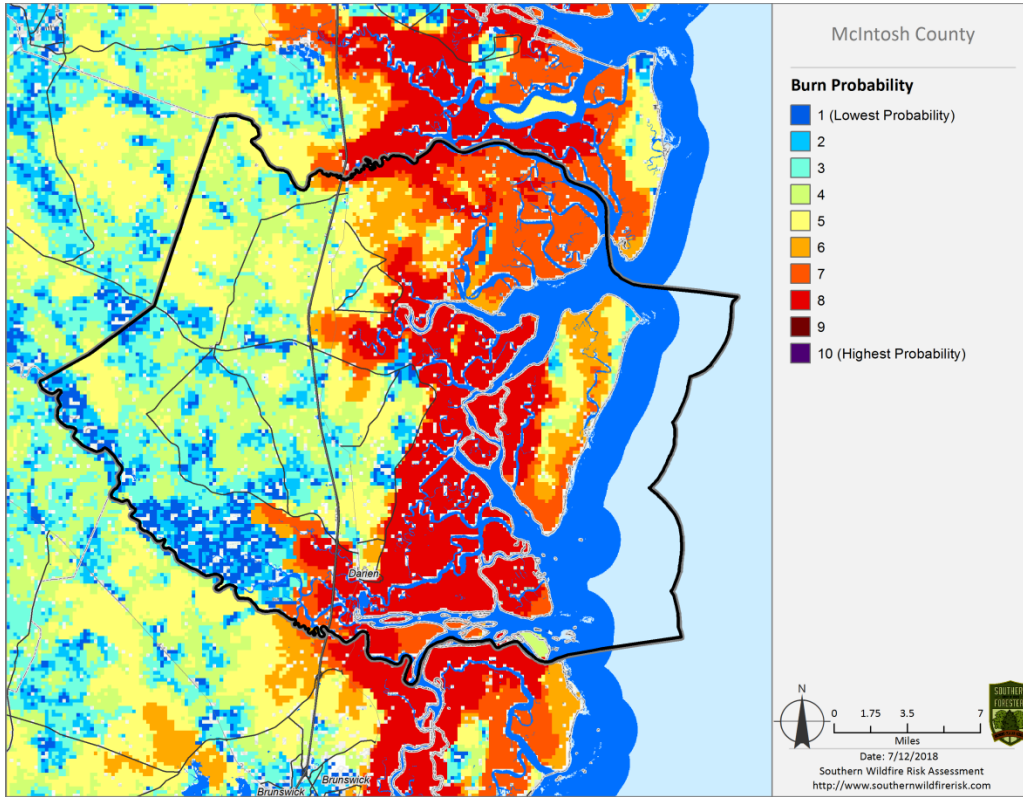 McIntosh County
Burn Probability
1 (Lowest Probability)
2
3
4
5
6
7
8
9
10 (Highest Probability)
Darien
Brunswick
Brunswick
N
0 1.75 3.5 7
Miles
Date: 7/12/2018
Southern Wildfire Risk Assessment
http://www.southernwildfirerisk.com
SOUTHERN